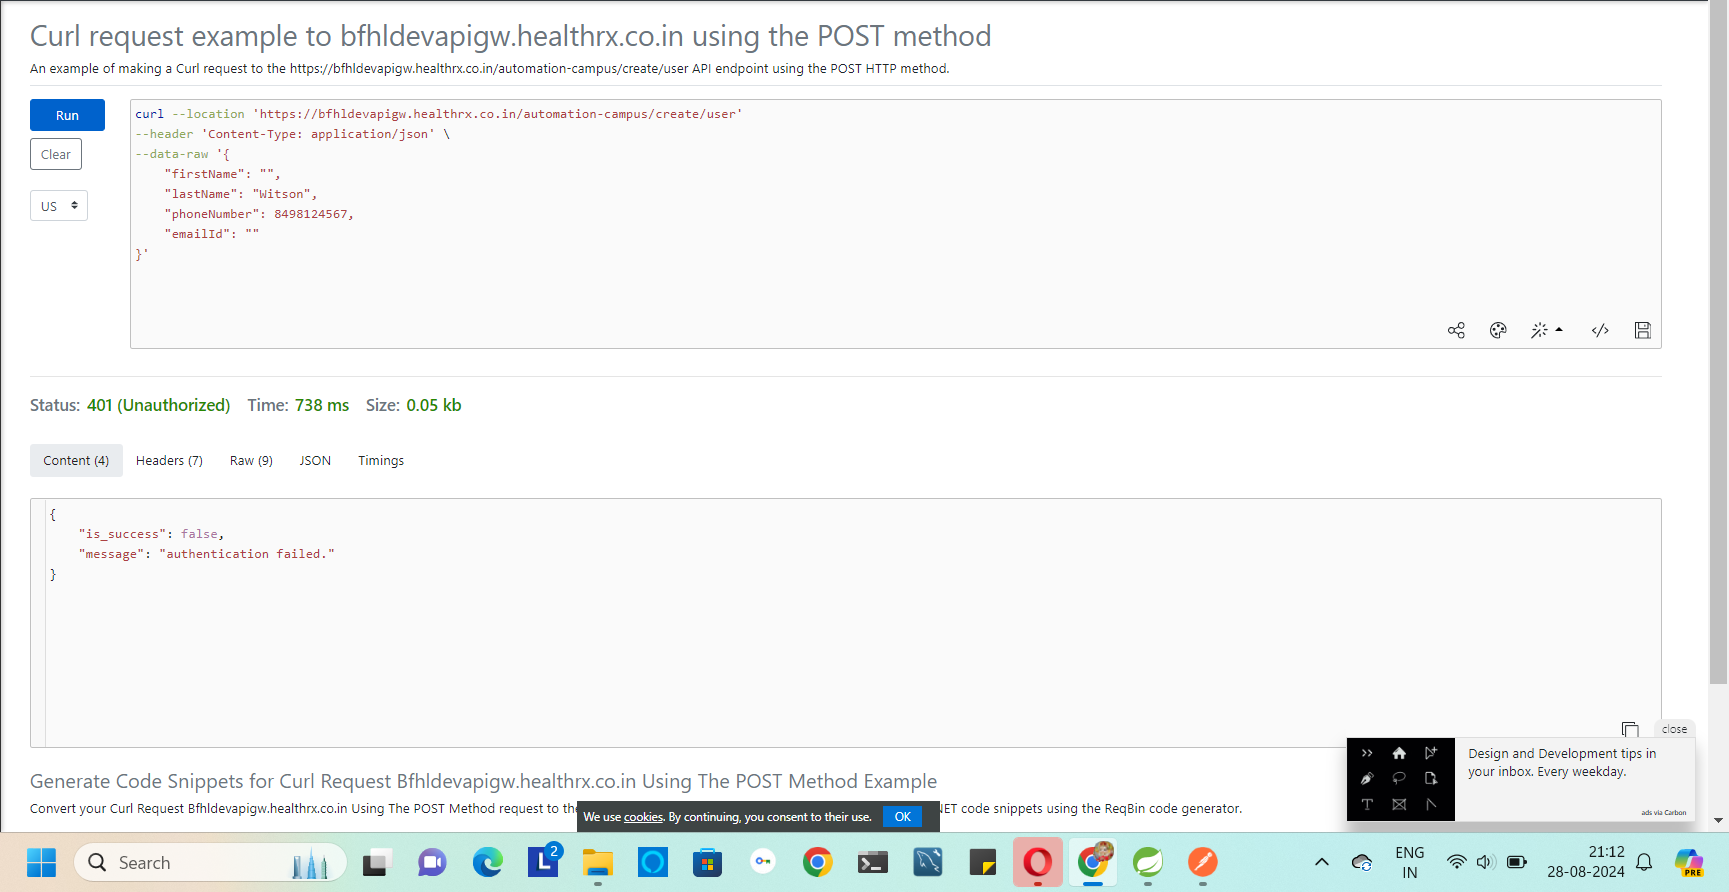 Curl request example to bfhldevapigw.healthrx.co.in using the POST method
An example of making a Curl request to the https://bfhldevapigw.healthrx.co.in/automation-campus/create/user API endpoint using the POST HTTP method.
Run
Clear
US
curl --location 'https://bfhldevapigw.healthrx.co.in/automation-campus/create/user'
--header 'Content-Type: application/json' \
--data-raw '{
    "firstName": "",
    "lastName": "Witson",
    "phoneNumber": 8498124567,
    "emailId": ""
}'
Status: 401 (Unauthorized) Time: 738 ms Size: 0.05 kb
Content (4) Headers (7) Raw (9) JSON Timings
{
    "is_success": false,
    "message": "authentication failed."
}
close
Design and Development tips in
your inbox. Every weekday.
ads via Carbon
Generate Code Snippets for Curl Request Bfhldevapigw.healthrx.co.in Using The POST Method Example
Convert your Curl Request Bfhldevapigw.healthrx.co.in Using The POST Method request to the NET code snippets using the ReqBin code generator.
We use cookies. By continuing, you consent to their use. OK
Search
2
ENG
IN
21:12
28-08-2024
PRE